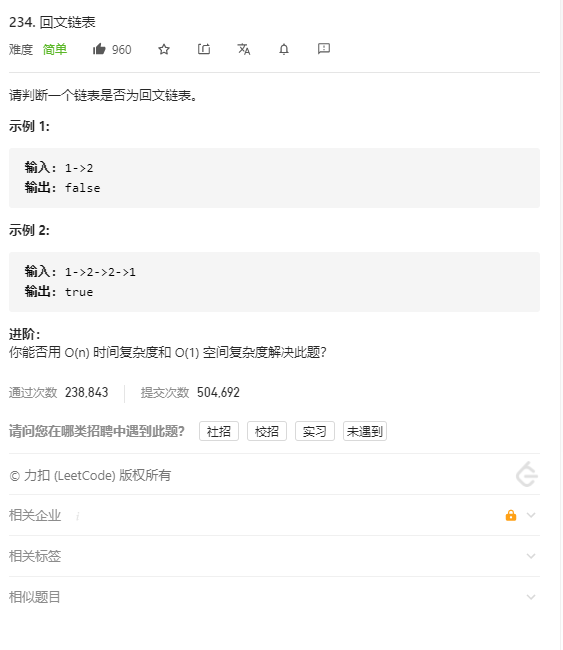 234. 回文链表
难度 简单 960
请判断一个链表是否为回文链表。
示例 1:
输入: 1->2
输出: false
示例 2:
输入: 1->2->2->1
输出: true
进阶：
你能否用 O(n) 时间复杂度和 O(1) 空间复杂度解决此题？
通过次数 238,843 提交次数 504,692
请问您在哪类招聘中遇到此题？ 社招 校招 实习 未遇到
© 力扣 (LeetCode) 版权所有
相关企业 i
相关标签
相似题目